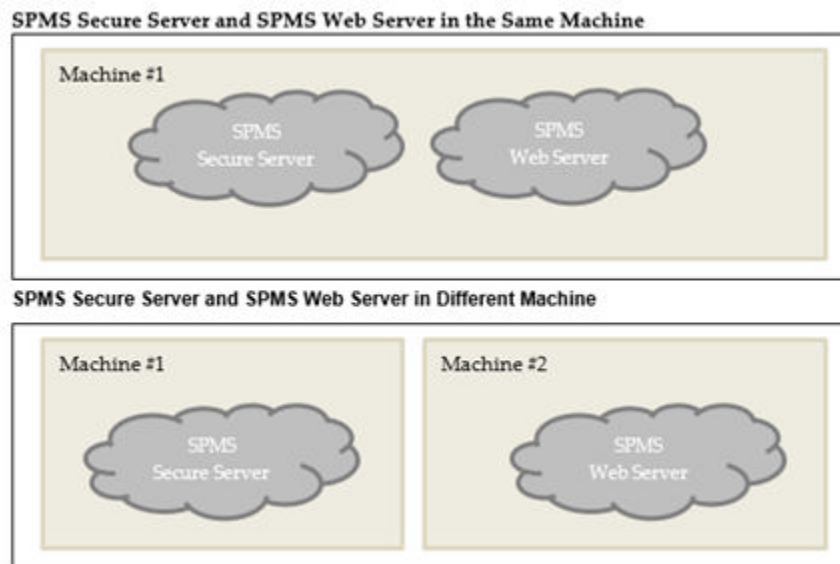 SPMS Secure Server and SPMS Web Server in the Same Machine
Machine #1
SPMS
Secure Server
SPMS
Web Server
SPMS Secure Server and SPMS Web Server in Different Machine
Machine #1
SPMS
Secure Server
Machine #2
SPMS
Web Server